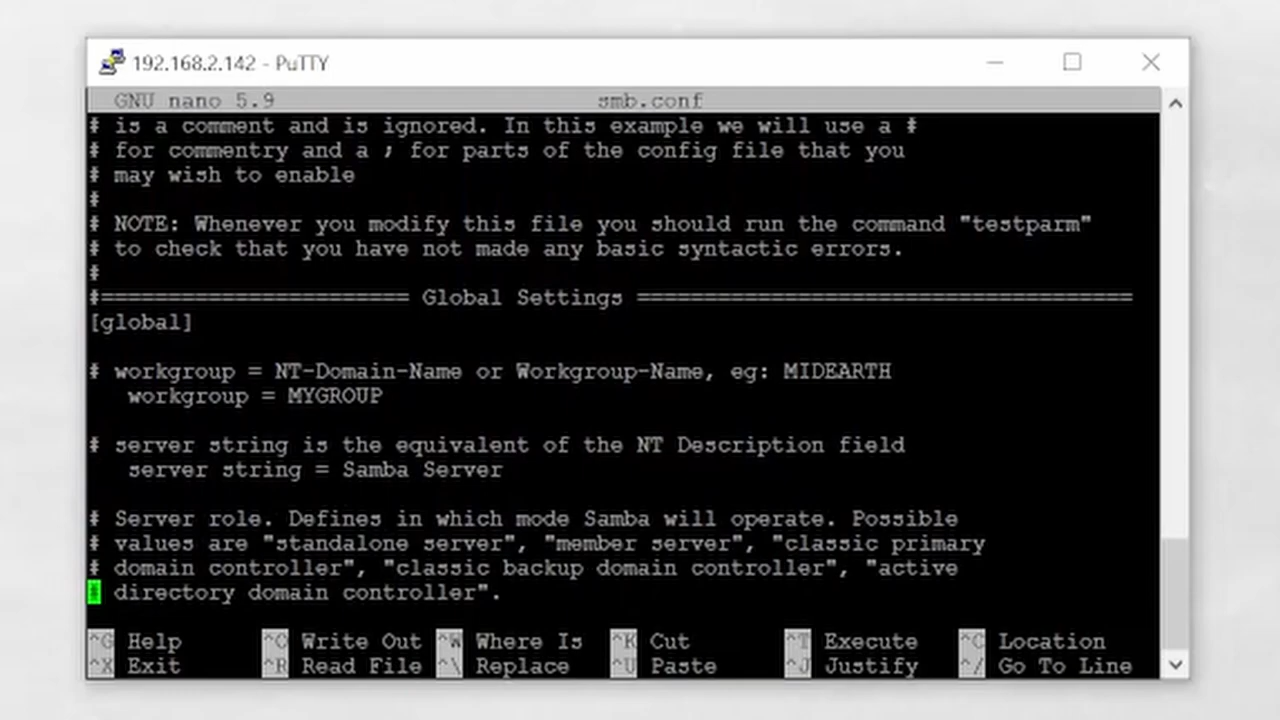 192.168.2.142 - PuTTY
GNU nano 5.9 smb.conf
# is a comment and is ignored. In this example we will use a #
# for commentry and a ; for parts of the config file that you
# may wish to enable
#
# NOTE: Whenever you modify this file you should run the command "testparm"
# to check that you have not made any basic syntactic errors.
#
#======================= Global Settings =====================================
[global]
# workgroup = NT-Domain-Name or Workgroup-Name, eg: MIDEARTH
workgroup = MYGROUP
# server string is the equivalent of the NT Description field
server string = Samba Server
# Server role. Defines in which mode Samba will operate. Possible
# values are "standalone server", "member server", "classic primary
# domain controller", "classic backup domain controller", "active
# directory domain controller".
^G Help ^O Write Out ^W Where Is ^K Cut ^T Execute ^C Location
^X Exit ^R Read File ^\ Replace ^U Paste ^J Justify ^/ Go To Line